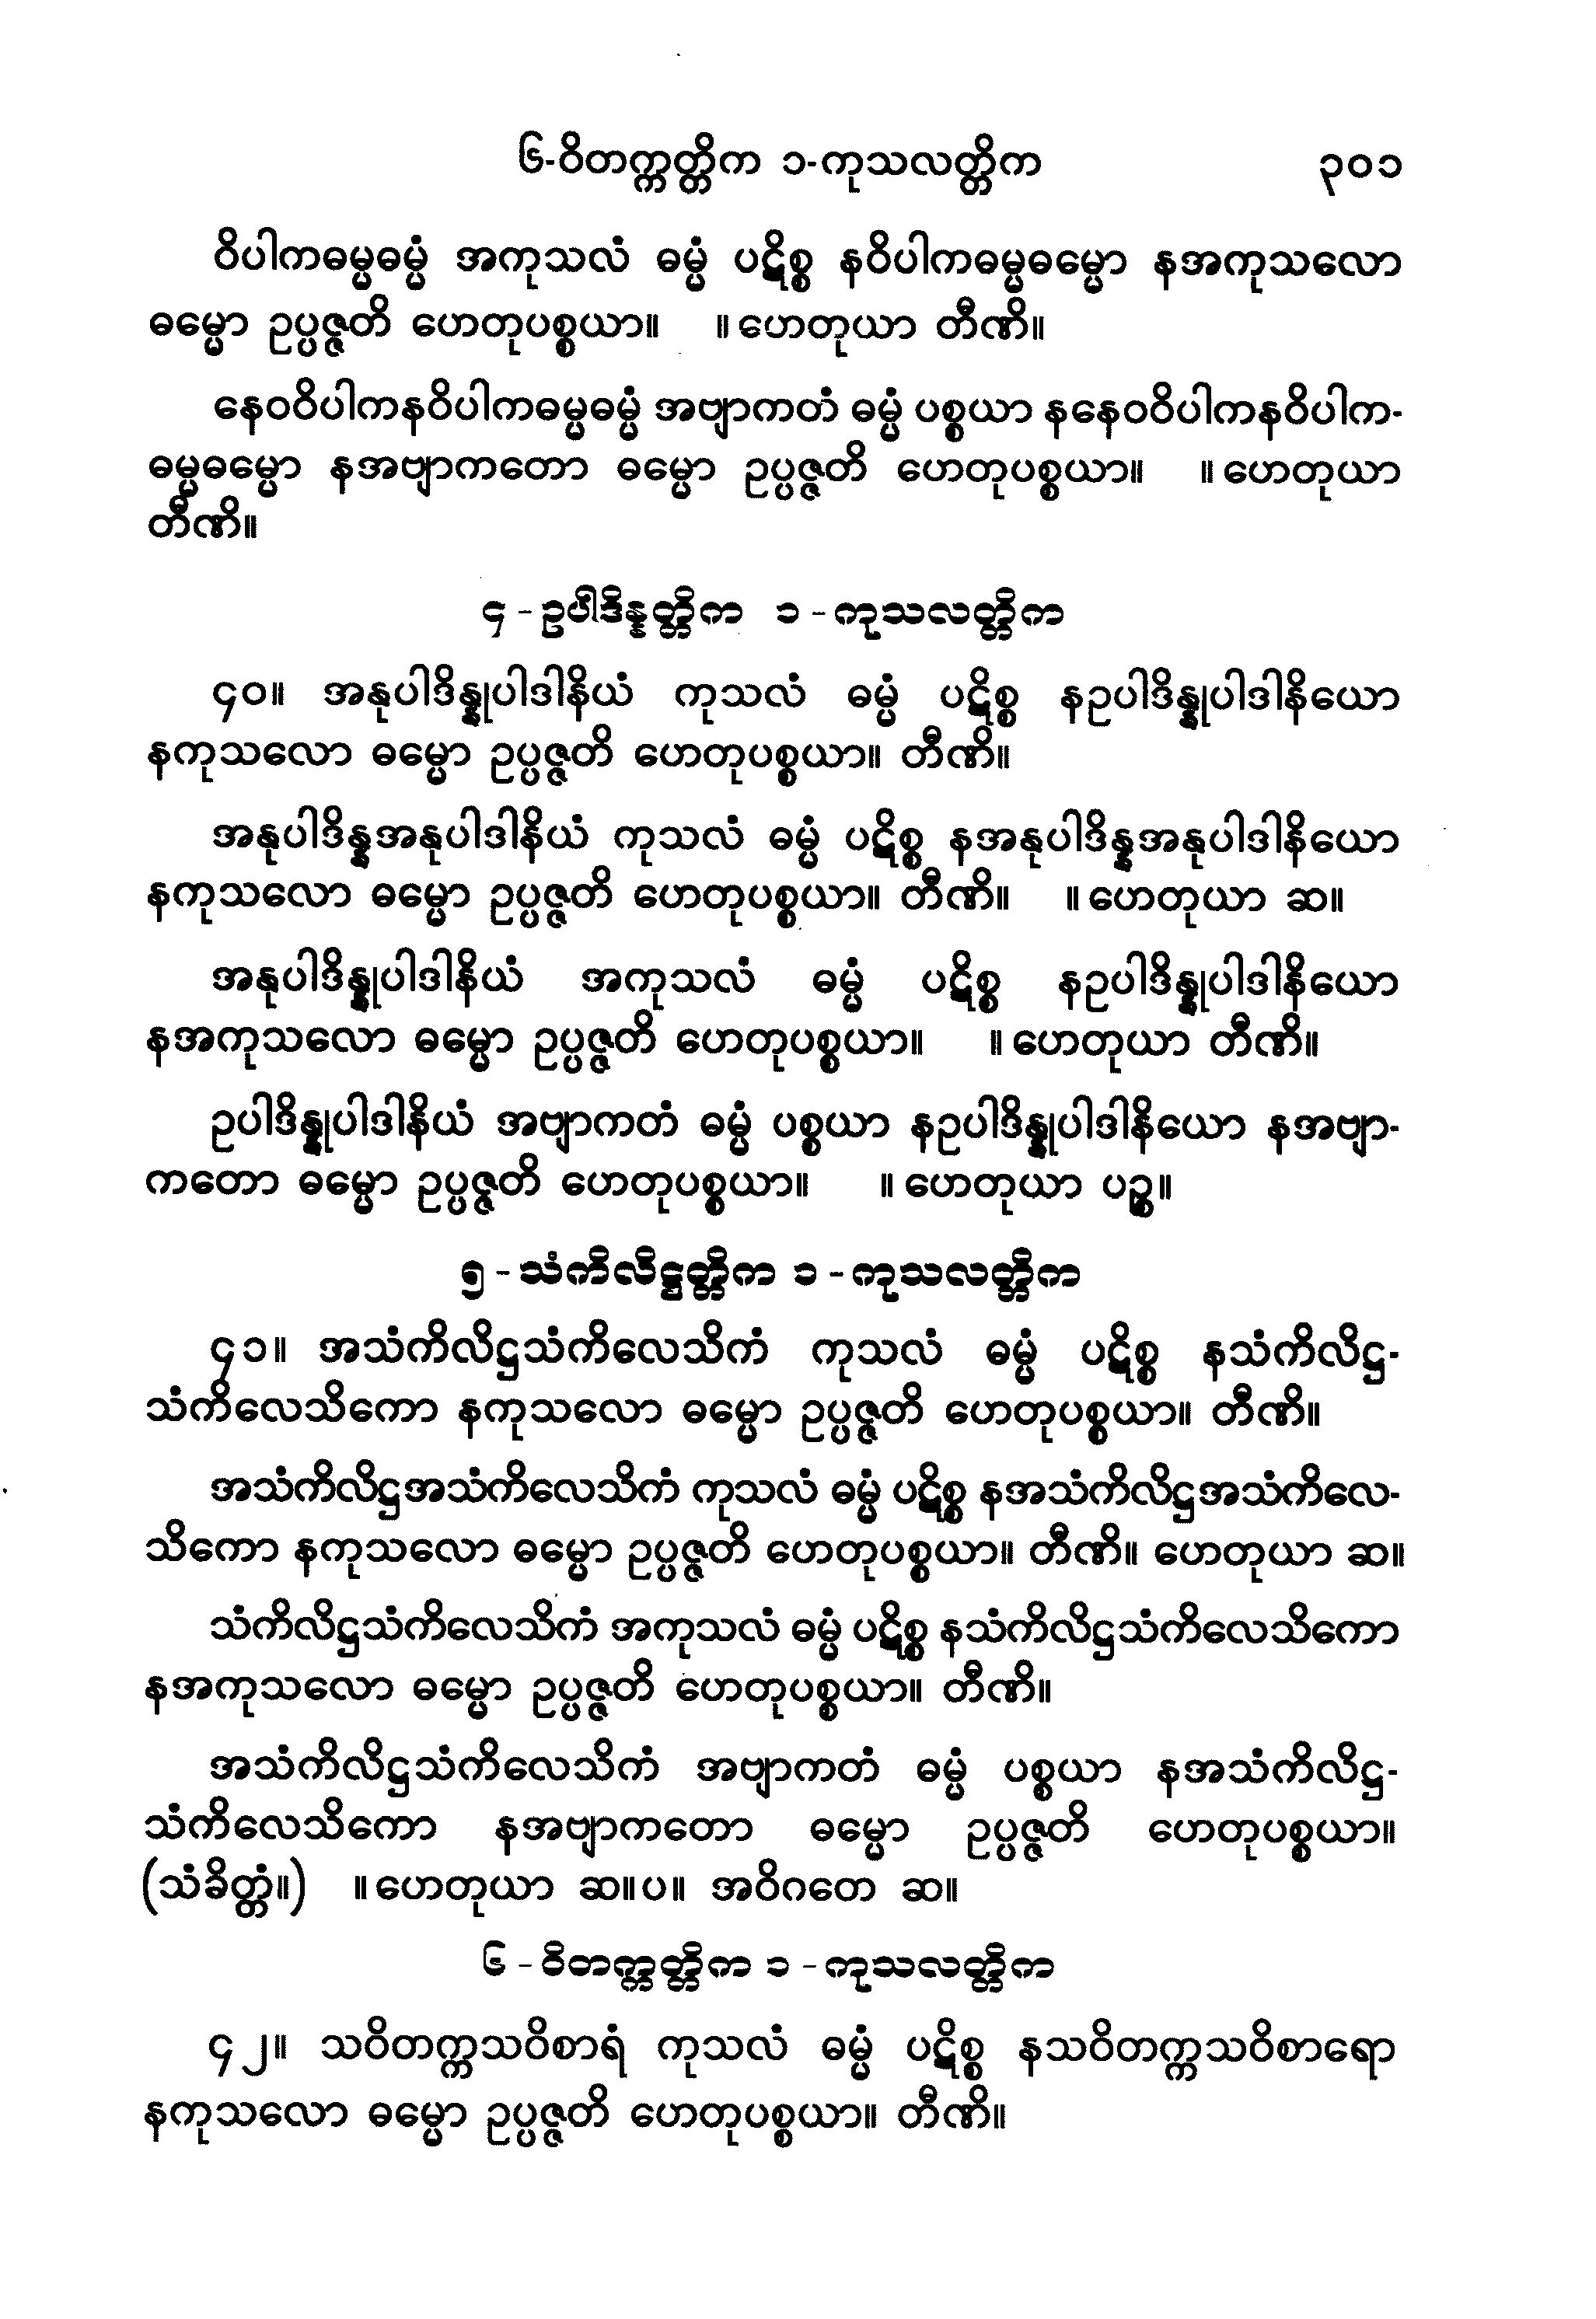 ၆-ဝိတက္ကတ္တိက ၁-ကုသလတ္တိက ၃၀၁
ဝိပါကဓမ္မဓမ္မံ အကုသလံ ဓမ္မံ ပဋိစ္စ နဝိပါကဓမ္မဓမ္မော နအကုသလော
ဓမ္မော ဥပ္ပဇ္ဇတိ ဟေတုပစ္စယာ။ ။ ဟေတုယာ တီဏိ။
နေဝဝိပါကနဝိပါကဓမ္မဓမ္မံ အဗျာကတံ ဓမ္မံ ပစ္စယာ နနေဝဝိပါကနဝိပါက-
ဓမ္မဓမ္မော နအဗျာကတော ဓမ္မော ဥပ္ပဇ္ဇတိ ဟေတုပစ္စယာ။ ။ ဟေတုယာ
တီဏိ။
၄ - ဥပါဒိန္နတ္တိက ၁ - ကုသလတ္တိက
၄၀။ အနုပါဒိန္နုပါဒါနိယံ ကုသလံ ဓမ္မံ ပဋိစ္စ နဥပါဒိန္နုပါဒါနိယော
နကုသလော ဓမ္မော ဥပ္ပဇ္ဇတိ ဟေတုပစ္စယာ။ တီဏိ။
အနုပါဒိန္နအနုပါဒါနိယံ ကုသလံ ဓမ္မံ ပဋိစ္စ နအနုပါဒိန္နအနုပါဒါနိယော
နကုသလော ဓမ္မော ဥပ္ပဇ္ဇတိ ဟေတုပစ္စယာ။ တီဏိ။ ။ ဟေတုယာ ဆ။
အနုပါဒိန္နုပါဒါနိယံ အကုသလံ ဓမ္မံ ပဋိစ္စ နဥပါဒိန္နုပါဒါနိယော
နအကုသလော ဓမ္မော ဥပ္ပဇ္ဇတိ ဟေတုပစ္စယာ။ ။ ဟေတုယာ တီဏိ။
ဥပါဒိန္နုပါဒါနိယံ အဗျာကတံ ဓမ္မံ ပစ္စယာ နဥပါဒိန္နုပါဒါနိယော နအဗျာ-
ကတော ဓမ္မော ဥပ္ပဇ္ဇတိ ဟေတုပစ္စယာ။ ။ ဟေတုယာ ပဉ္စ။
၅ - သံကိလိဋ္ဌတ္တိက ၁ - ကုသလတ္တိက
၄၁။ အသံကိလိဋ္ဌသံကိလေသိကံ ကုသလံ ဓမ္မံ ပဋိစ္စ နသံကိလိဋ္ဌ-
သံကိလေသိကော နကုသလော ဓမ္မော ဥပ္ပဇ္ဇတိ ဟေတုပစ္စယာ။ တီဏိ။
အသံကိလိဋ္ဌအသံကိလေသိကံ ကုသလံ ဓမ္မံ ပဋိစ္စ နအသံကိလိဋ္ဌအသံကိလေ-
သိကော နကုသလော ဓမ္မော ဥပ္ပဇ္ဇတိ ဟေတုပစ္စယာ။ တီဏိ။ ဟေတုယာ ဆ။
သံကိလိဋ္ဌသံကိလေသိကံ အကုသလံ ဓမ္မံ ပဋိစ္စ နသံကိလိဋ္ဌသံကိလေသိကော
နအကုသလော ဓမ္မော ဥပ္ပဇ္ဇတိ ဟေတုပစ္စယာ။ တီဏိ။
အသံကိလိဋ္ဌသံကိလေသိကံ အဗျာကတံ ဓမ္မံ ပစ္စယာ နအသံကိလိဋ္ဌ-
သံကိလေသိကော နအဗျာကတော ဓမ္မော ဥပ္ပဇ္ဇတိ ဟေတုပစ္စယာ။
(သံခိတ္တံ။) ။ ဟေတုယာ ဆ။ပ။ အဝိဂတေ ဆ။
၆ - ဝိတက္ကတ္တိက ၁ - ကုသလတ္တိက
၄၂။ သဝိတက္ကသဝိစာရံ ကုသလံ ဓမ္မံ ပဋိစ္စ နသဝိတက္ကသဝိစာရော
နကုသလော ဓမ္မော ဥပ္ပဇ္ဇတိ ဟေတုပစ္စယာ။ တီဏိ။